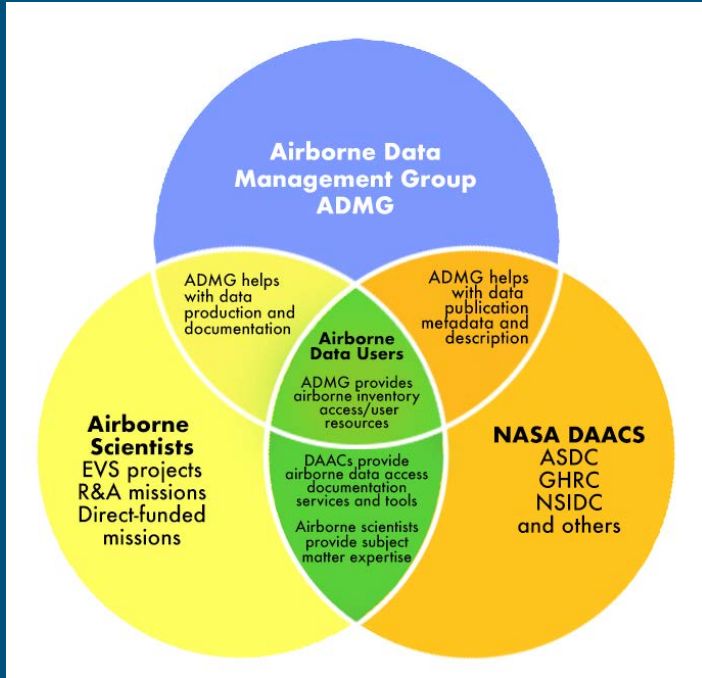 Airborne Data
Management Group
ADMG
ADMG helps
with data
production and
documentation
ADMG helps
with data
publication
metadata and
description
Airborne
Data Users
ADMG provides
airborne inventory
access/user
resources
Airborne
Scientists
EVS projects
R&A missions
Direct-funded
missions
DAACs provide
airborne data access
documentation
services and tools
Airborne scientists
provide subject
matter expertise
NASA DAACS
ASDC
GHRC
NSIDC
and others